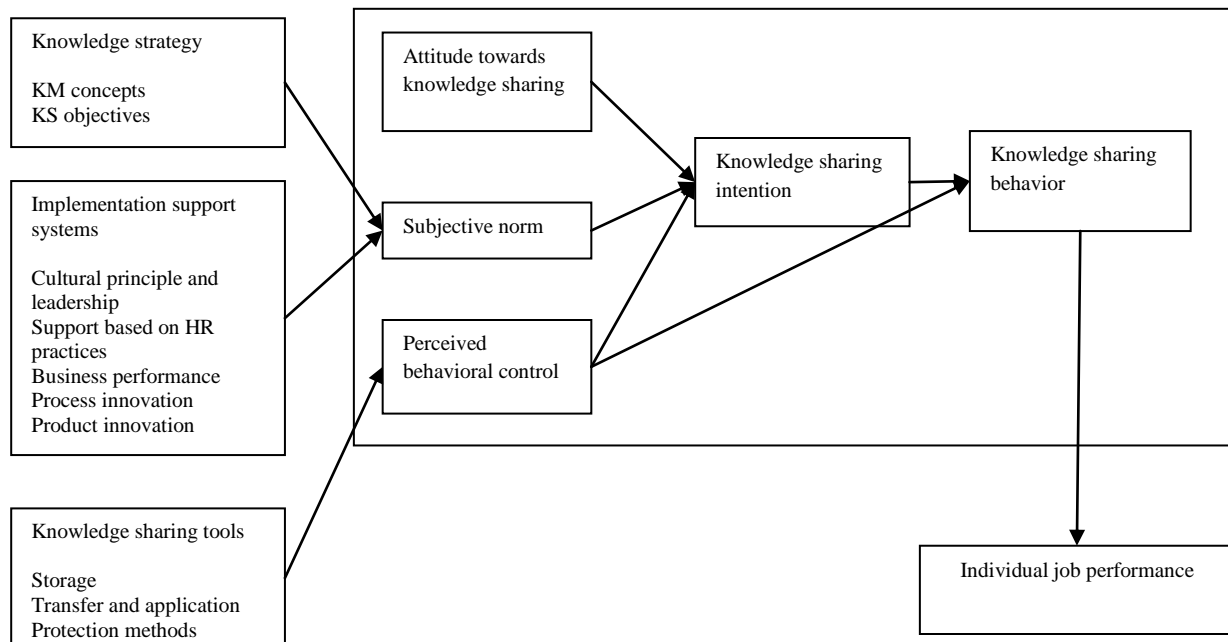 Knowledge strategy
KM concepts
KS objectives
Implementation support
systems
Cultural principle and
leadership
Support based on HR
practices
Business performance
Process innovation
Product innovation
Knowledge sharing tools
Storage
Transfer and application
Protection methods
Attitude towards
knowledge sharing
Subjective norm
Perceived
behavioral control
Knowledge sharing
intention
Knowledge sharing
behavior
Individual job performance